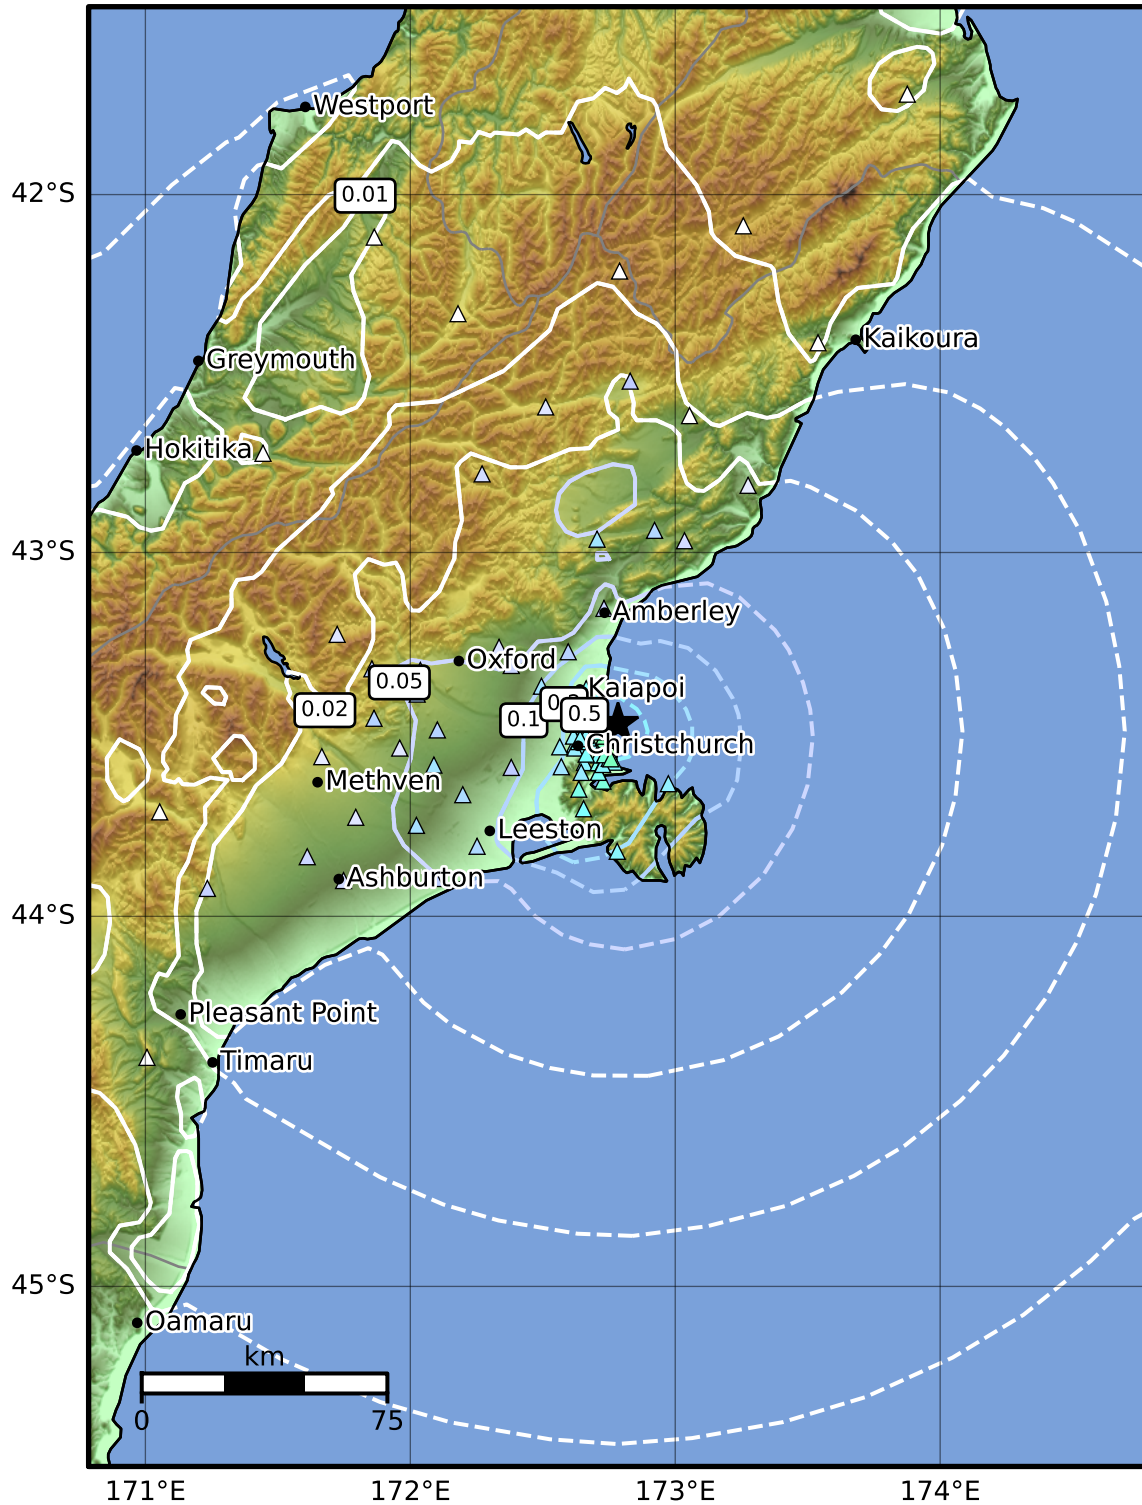 Westport
42°S
0.01
Kaikoura
Greymouth
Hokitika
43°S
Amberley
Oxford
0.05
Kaiapoi
0.02
0.1
0.5
Christchurch
Methven
Leeston
Ashburton
44°S
Pleasant Point
Timaru
45°S
Oamaru
km
0 75
171°E 172°E 173°E 174°E